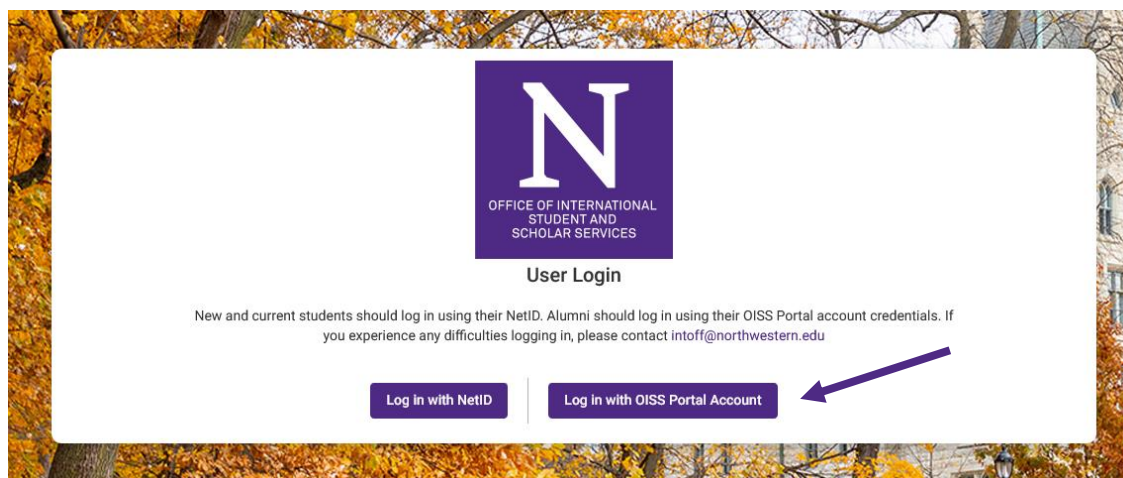 N
OFFICE OF INTERNATIONAL
STUDENT AND
SCHOLAR SERVICES
User Login
New and current students should log in using their NetID. Alumni should log in using their OISS Portal account credentials. If
you experience any difficulties logging in, please contact intoff@northwestern.edu
Log in with NetID
Log in with OISS Portal Account